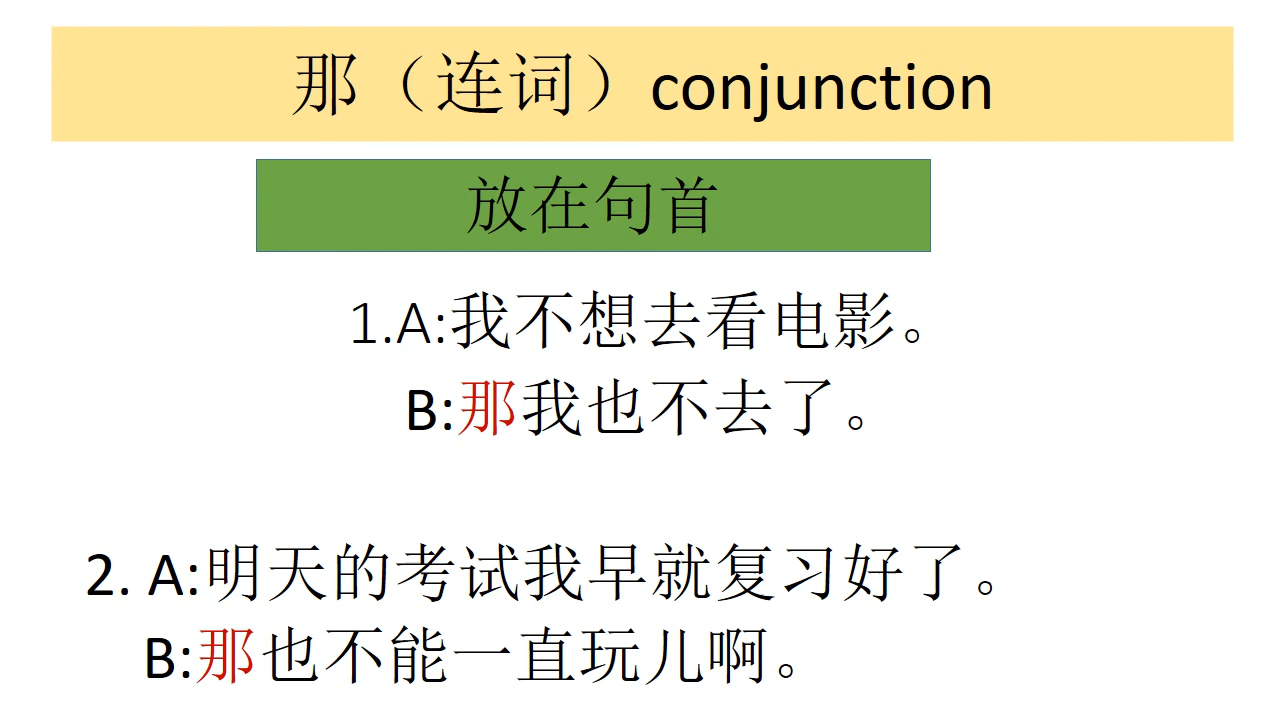 那（连词）conjunction
放在句首
1.A:我不想去看电影。
B:那我也不去了。
2. A:明天的考试我早就复习好了。
B:那也不能一直玩儿啊。